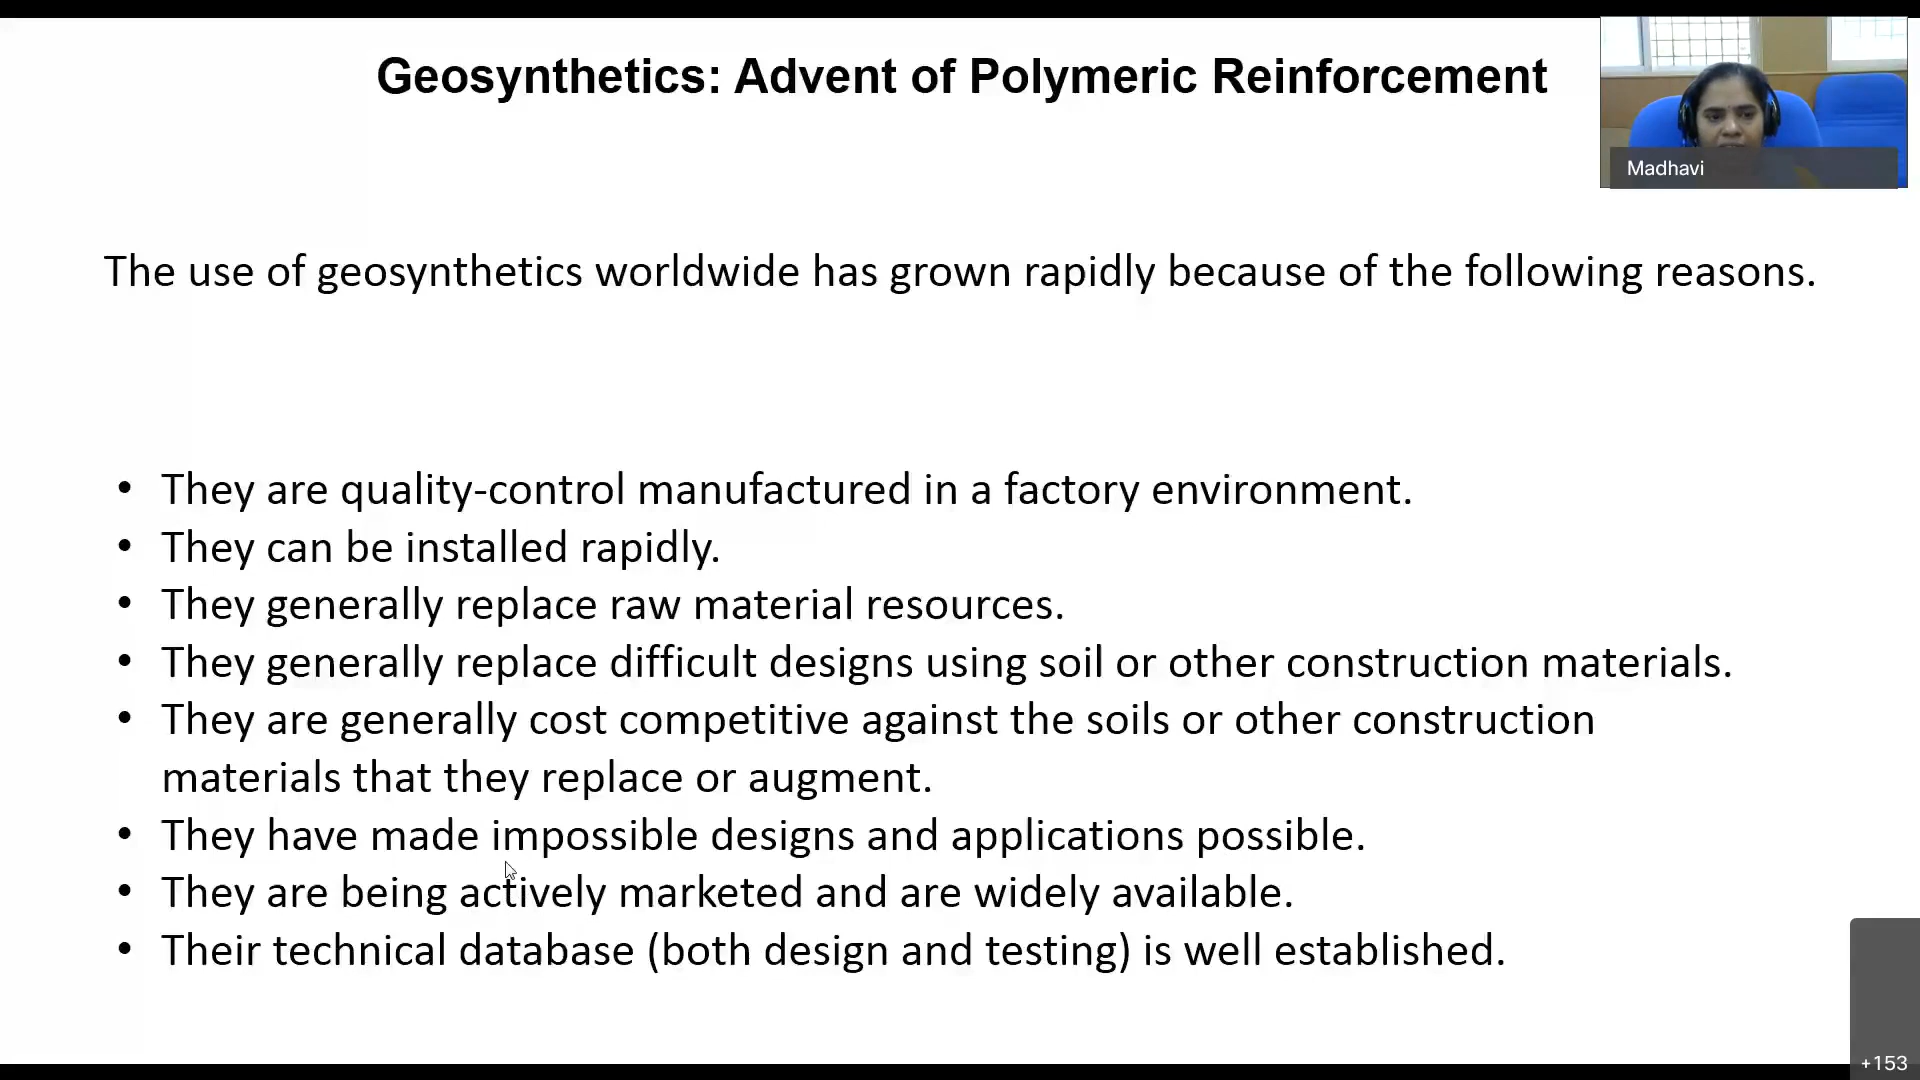 Geosynthetics: Advent of Polymeric Reinforcement
Madhavi
The use of geosynthetics worldwide has grown rapidly because of the following reasons.
• They are quality-control manufactured in a factory environment.
• They can be installed rapidly.
• They generally replace raw material resources.
• They generally replace difficult designs using soil or other construction materials.
• They are generally cost competitive against the soils or other construction
materials that they replace or augment.
• They have made impossible designs and applications possible.
• They are being actively marketed and are widely available.
• Their technical database (both design and testing) is well established.
+153